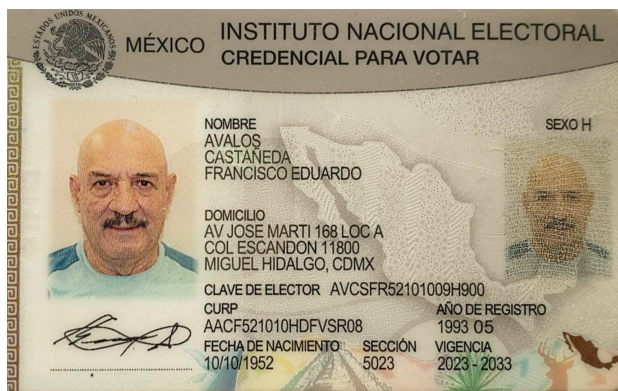 ESTADOS UNIDOS MEXICANOS
MÉXICO
INSTITUTO NACIONAL ELECTORAL
CREDENCIAL PARA VOTAR
NOMBRE
SEXO H
AVALOS
CASTAÑEDA
FRANCISCO EDUARDO
DOMICILIO
AV JOSE MARTI 168 LOC A
COL ESCANDON 11800
MIGUEL HIDALGO, CDMX
CLAVE DE ELECTOR AVCSFR52101009H900
CURP
AÑO DE REGISTRO
AACF521010HDFVSR08
1993 05
FECHA DE NACIMIENTO SECCIÓN VIGENCIA
10/10/1952 5023 2023 - 2033